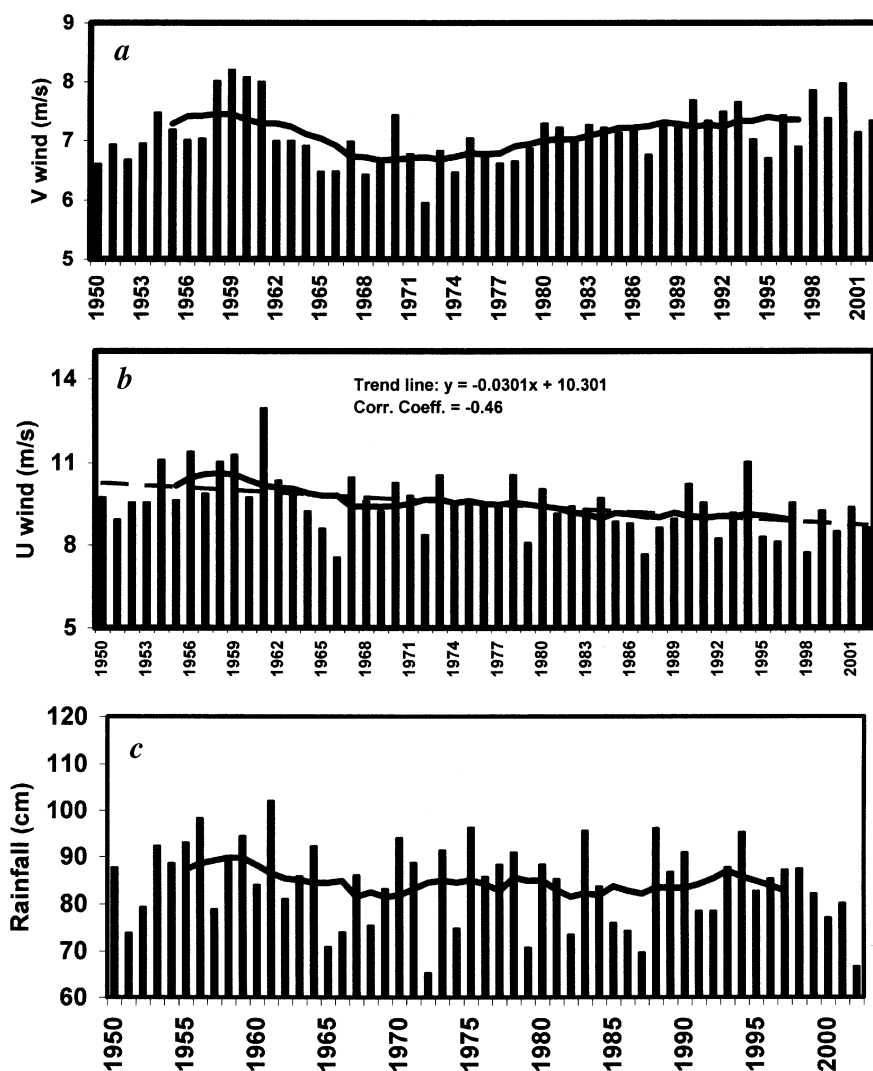 a
V wind (m/s)
9
8
7
6
5
1950 1953 1956 1959 1962 1965 1968 1971 1974 1977 1980 1983 1986 1989 1992 1995 1998 2001
b
Trend line: y = -0.0301x + 10.301
Corr. Coeff. = -0.46
U wind (m/s)
14
11
8
5
1950 1953 1956 1959 1962 1965 1968 1971 1974 1977 1980 1983 1986 1989 1992 1995 1998 2001
c
Rainfall (cm)
120
110
100
90
80
70
60
1950 1955 1960 1965 1970 1975 1980 1985 1990 1995 2000